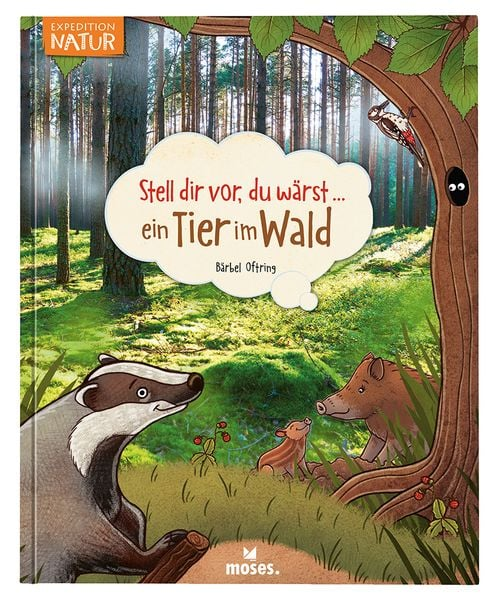 EXPEDITION
NATUR
Stell dir vor, du wärst ...
ein Tier im Wald
Bärbel Oftring
moses.